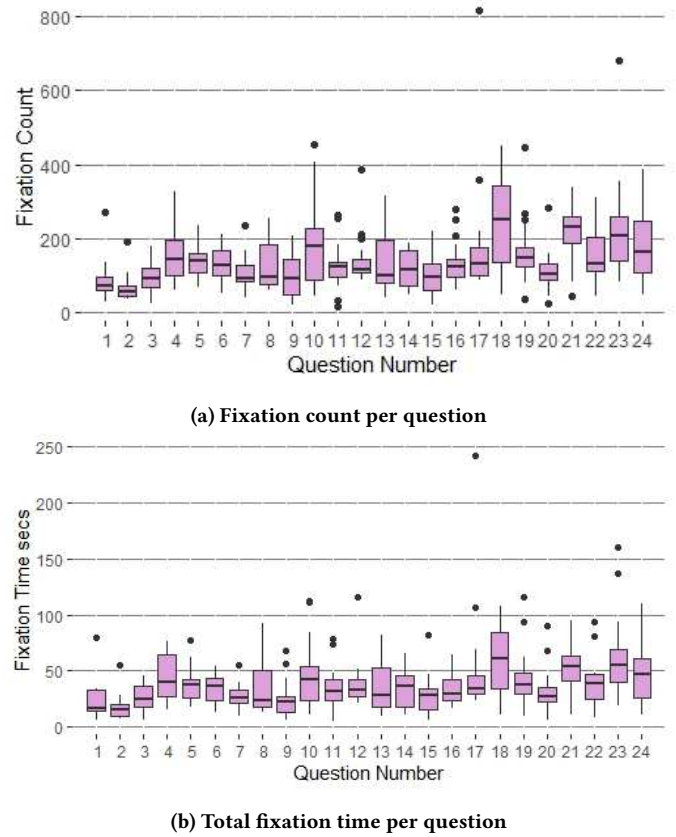 800
600
400
200
0
Fixation Count
1 2 3 4 5 6 7 8 9 10 11 12 13 14 15 16 17 18 19 20 21 22 23 24
Question Number
(a) Fixation count per question
250
200
150
100
50
0
Fixation Time secs
1 2 3 4 5 6 7 8 9 10 11 12 13 14 15 16 17 18 19 20 21 22 23 24
Question Number
(b) Total fixation time per question